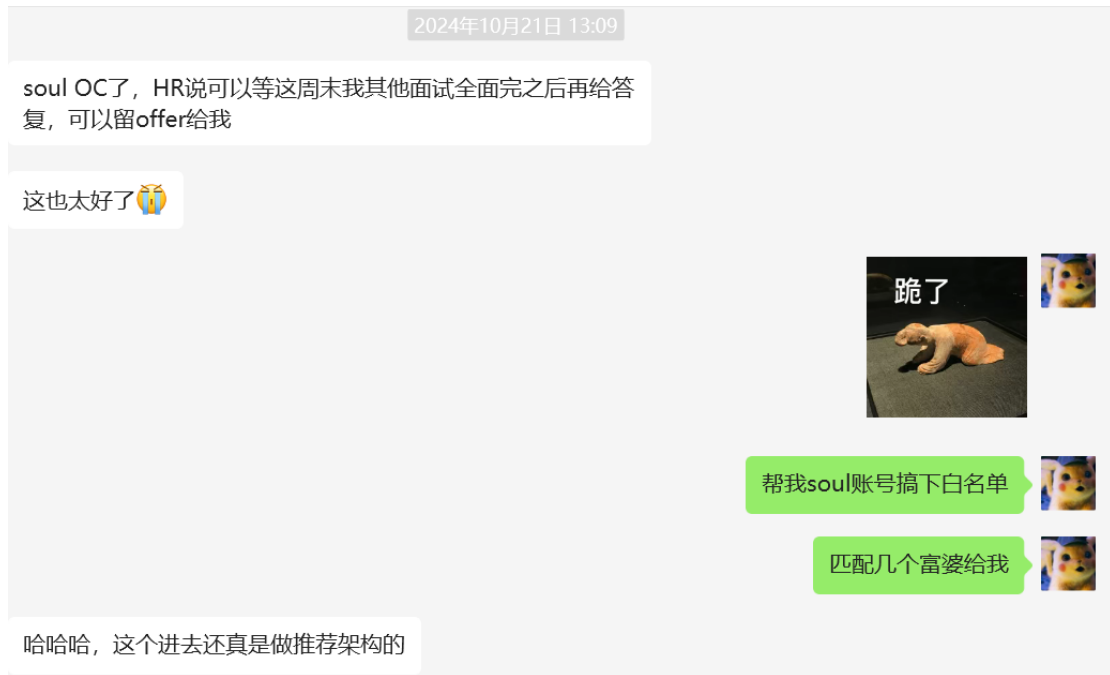 2024年10月21日 13:09
soul OC了，HR说可以等这周末我其他面试全面完之后再给答
复，可以留offer给我
这也太好了
跪了
帮我soul账号搞下白名单
匹配几个富婆给我
哈哈哈，这个进去还真是做推荐架构的